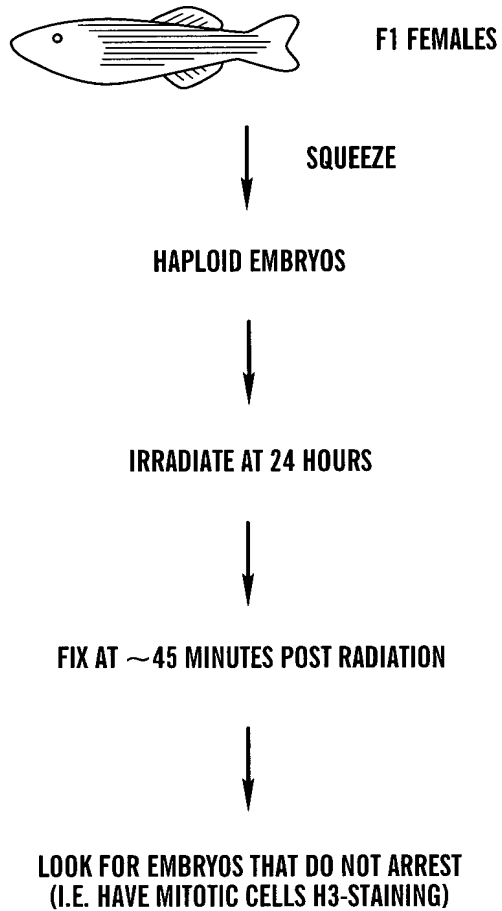 F1 FEMALES
SQUEEZE
HAPLOID EMBRYOS
IRRADIATE AT 24 HOURS
FIX AT ~45 MINUTES POST RADIATION
LOOK FOR EMBRYOS THAT DO NOT ARREST
(I.E. HAVE MITOTIC CELLS H3-STAINING)